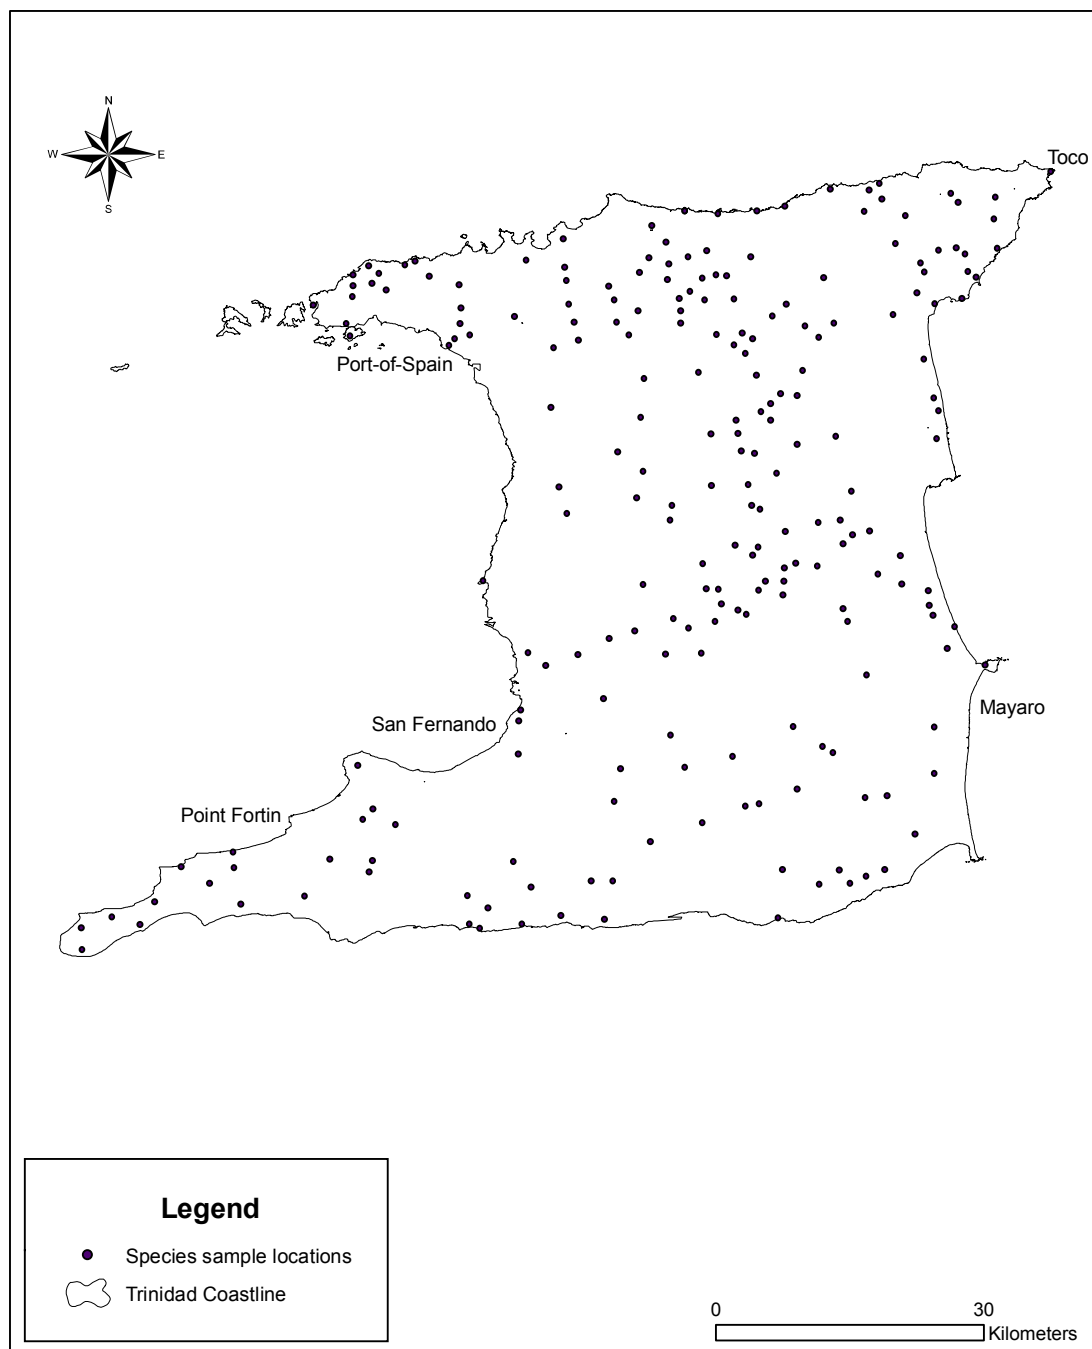 N
W E
S
Toco
Port-of-Spain
San Fernando
Mayaro
Point Fortin
Legend
Species sample locations
Trinidad Coastline
0 30
Kilometers